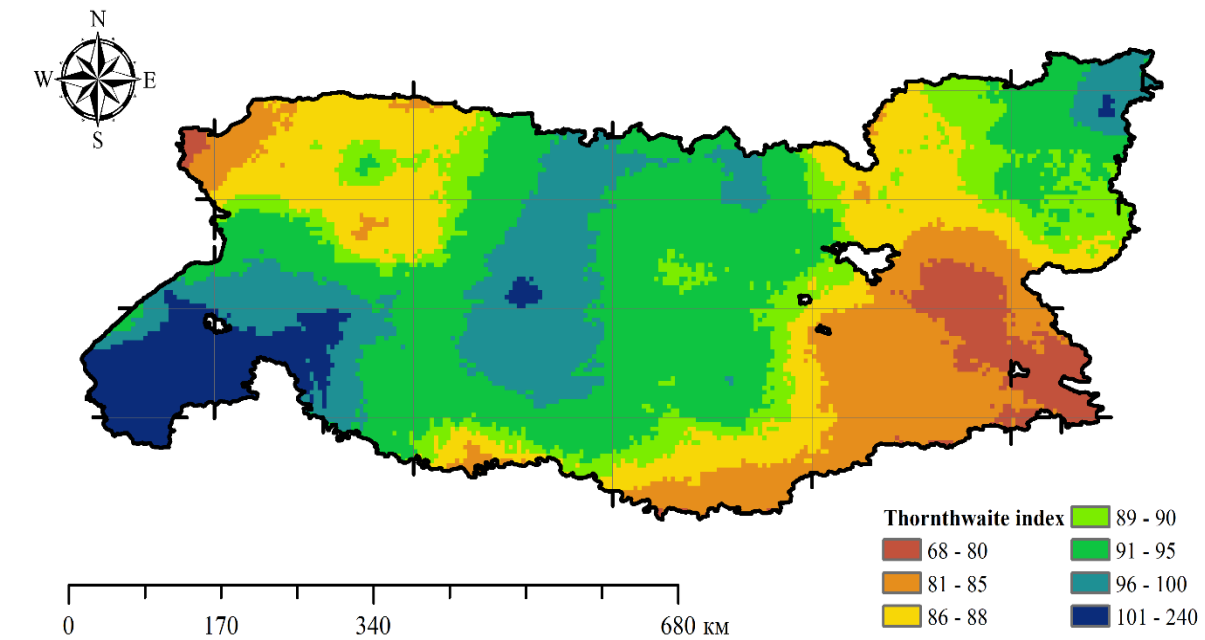 N
W E
S
Thornthwaite index
68 - 80
81 - 85
86 - 88
89 - 90
91 - 95
96 - 100
101 - 240
0 170 340 680 км